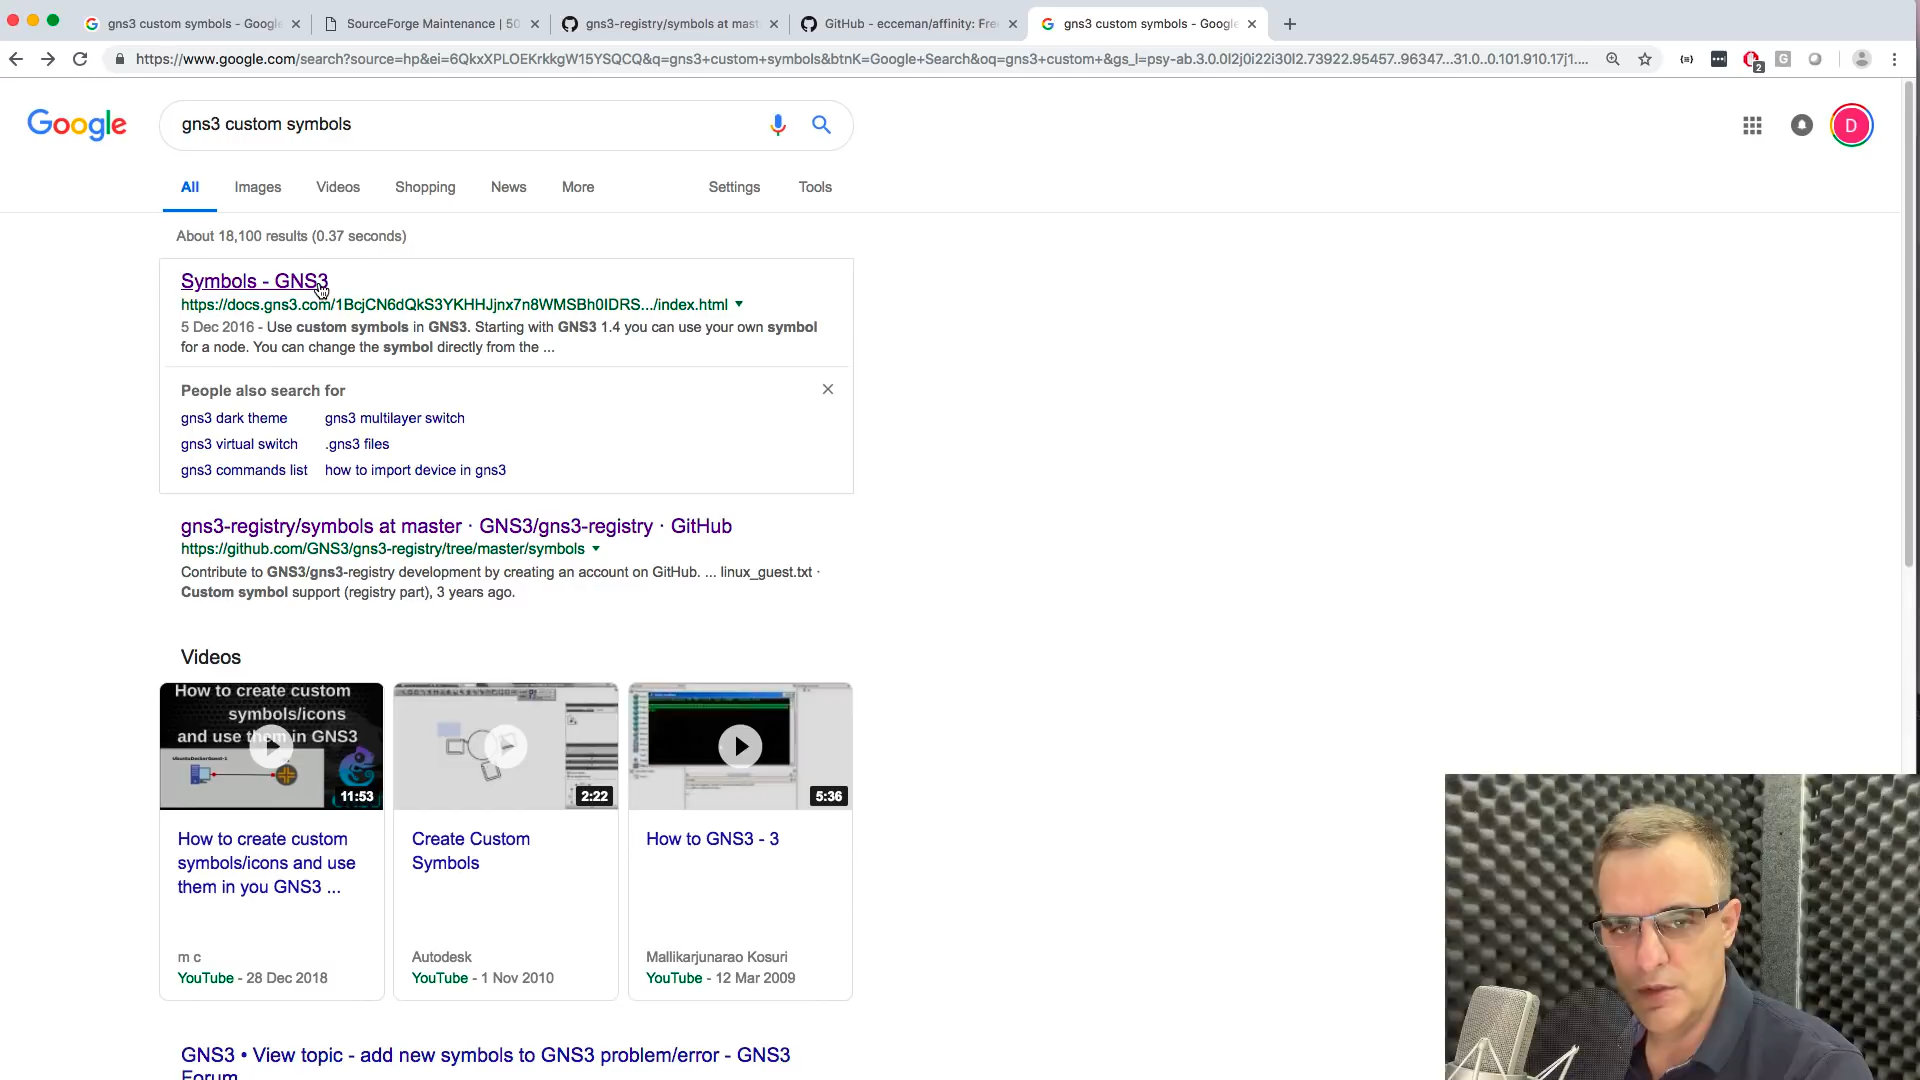 gns3 custom symbols - Google
SourceForge Maintenance | 50
gns3-registry/symbols at mast
GitHub - ecceman/affinity: Fre
gns3 custom symbols - Google
https://www.google.com/search?source=hp&ei=6QkxXPLOEKrkkgW15YSQCQ&q=gns3+custom+symbols&btnK=Google+Search&oq=gns3+custom+&gs_l=psy-ab.3.0.0l2j0i22i30l2.73922.95457..96347...31.0..0.101.910.17j1....
2
G
Google
gns3 custom symbols
D
All
Images
Videos
Shopping
News
More
Settings
Tools
About 18,100 results (0.37 seconds)
Symbols - GNS3
https://docs.gns3.com/1BcjCN6dQkS3YKHHJjnx7n8WMSBh0IDRS.../index.html
5 Dec 2016 - Use custom symbols in GNS3. Starting with GNS3 1.4 you can use your own symbol
for a node. You can change the symbol directly from the ...
People also search for
gns3 dark theme
gns3 multilayer switch
gns3 virtual switch
.gns3 files
gns3 commands list
how to import device in gns3
gns3-registry/symbols at master · GNS3/gns3-registry · GitHub
https://github.com/GNS3/gns3-registry/tree/master/symbols
Contribute to GNS3/gns3-registry development by creating an account on GitHub. ... linux_guest.txt ·
Custom symbol support (registry part), 3 years ago.
Videos
How to create custom
symbols/icons
and use them in GNS3
11:53
2:22
5:36
How to create custom
symbols/icons and use
them in you GNS3 ...
m c
YouTube - 28 Dec 2018
Create Custom
Symbols
Autodesk
YouTube - 1 Nov 2010
How to GNS3 - 3
Mallikarjunarao Kosuri
YouTube - 12 Mar 2009
GNS3 • View topic - add new symbols to GNS3 problem/error - GNS3
Forum